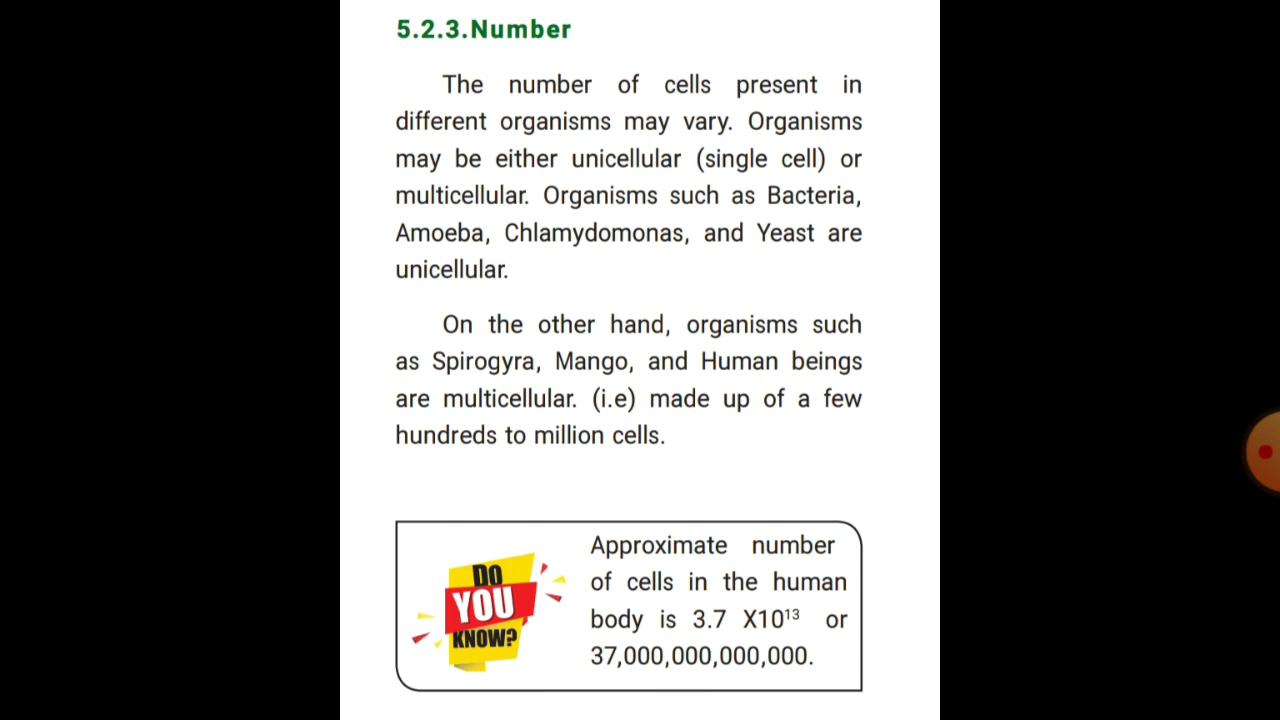 5.2.3.Number
The number of cells present in
different organisms may vary. Organisms
may be either unicellular (single cell) or
multicellular. Organisms such as Bacteria,
Amoeba, Chlamydomonas, and Yeast are
unicellular.
On the other hand, organisms such
as Spirogyra, Mango, and Human beings
are multicellular. (i.e) made up of a few
hundreds to million cells.
DO
YOU
KNOW?
Approximate number
of cells in the human
body is 3.7 X10¹³ or
37,000,000,000,000.